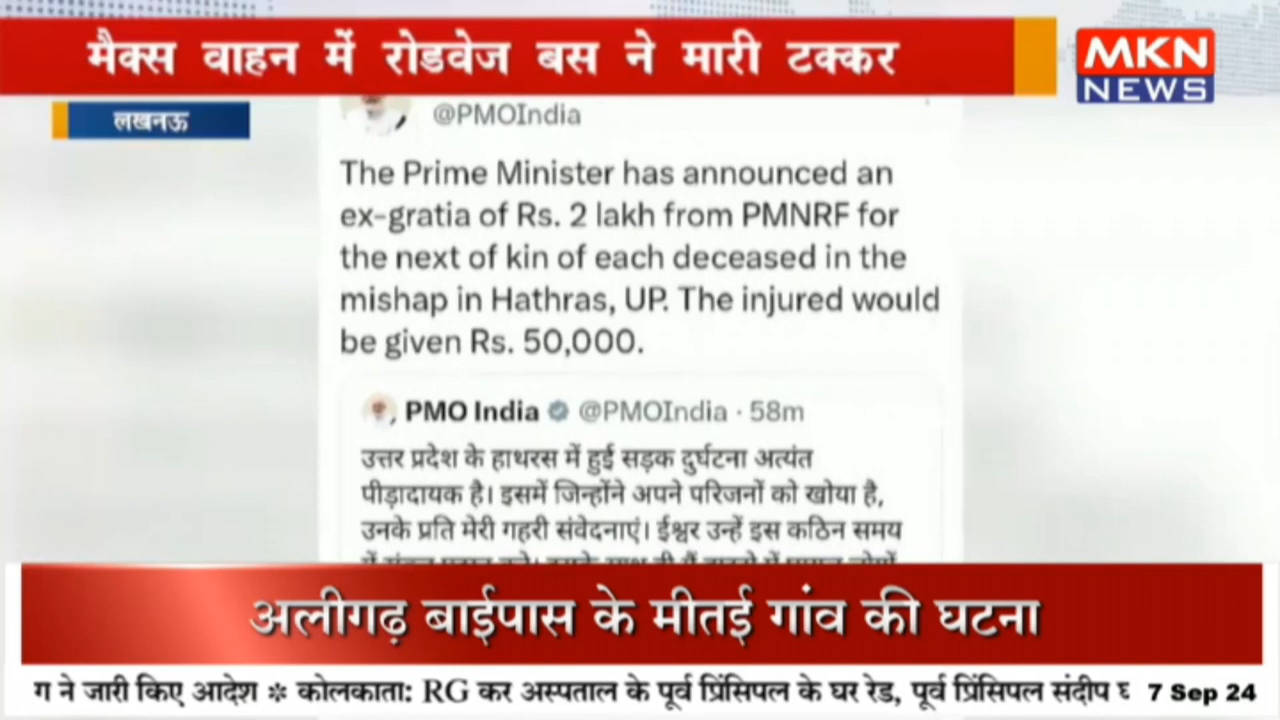 मैक्स वाहन में रोडवेज बस ने मारी टक्कर
MKN
NEWS
लखनऊ
@PMOIndia
The Prime Minister has announced an
ex-gratia of Rs. 2 lakh from PMNRF for
the next of kin of each deceased in the
mishap in Hathras, UP. The injured would
be given Rs. 50,000.
PMO India @PMOIndia · 58m
उत्तर प्रदेश के हाथरस में हुई सड़क दुर्घटना अत्यंत
पीड़ादायक है। इसमें जिन्होंने अपने परिजनों को खोया है,
उनके प्रति मेरी गहरी संवेदनाएं। ईश्वर उन्हें इस कठिन समय
अलीगढ़ बाईपास के मीतई गांव की घटना
ग ने जारी किए आदेश * कोलकाता: RG कर अस्पताल के पूर्व प्रिंसिपल के घर रेड, पूर्व प्रिंसिपल संदीप 7 Sep 24